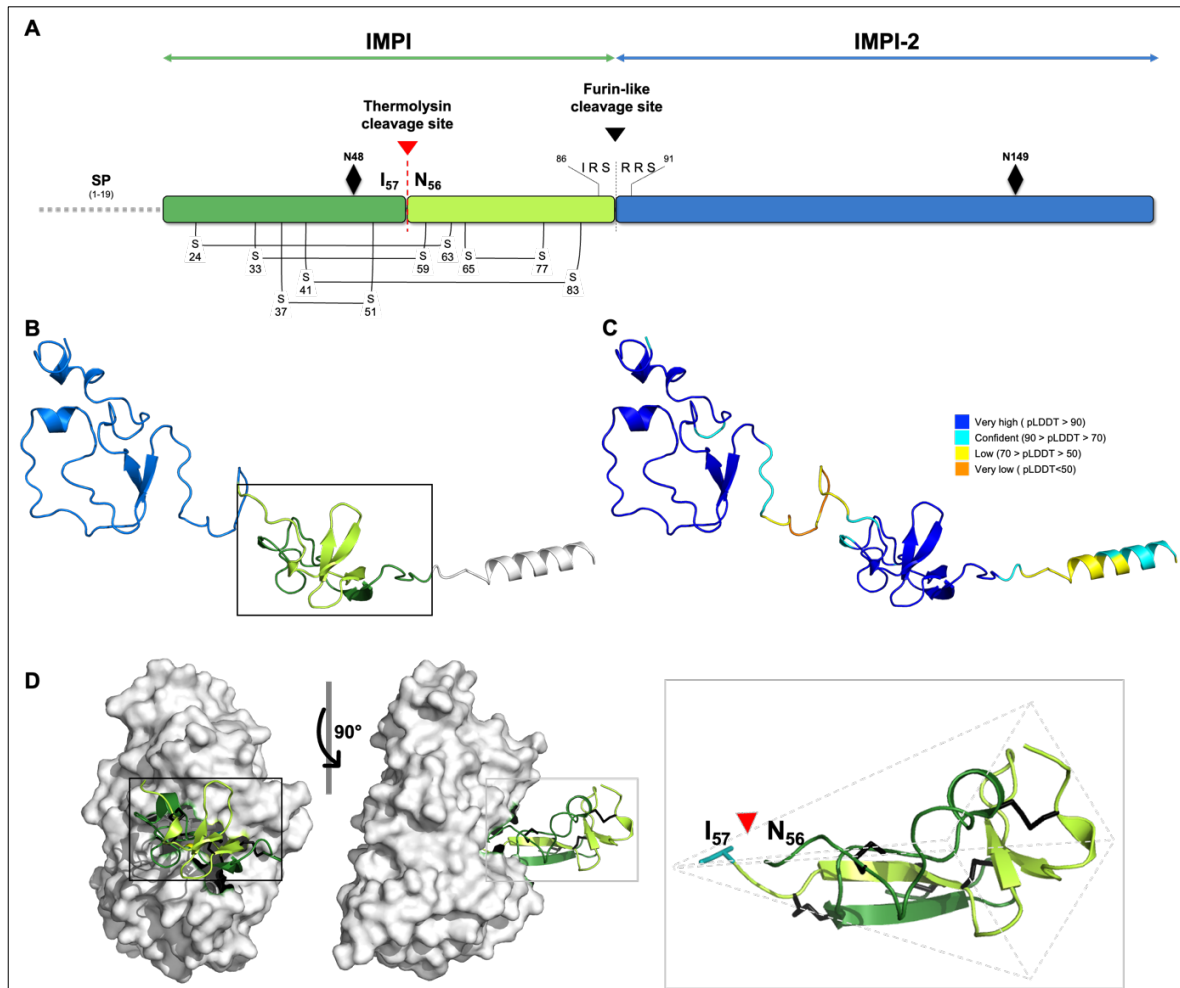 A
IMPI
IMPI-2
Thermolysin
cleavage site
Furin-like
cleavage site
SP
(1-19)
N48
I57
N56
86
IRS
RRS
91
N149
S
24
S
33
S
37
S
41
S
51
S
59
S
63
S
65
S
77
S
83
B
C
Very high ( pLDDT > 90)
Confident (90 > pLDDT > 70)
Low (70 > pLDDT > 50)
Very low ( pLDDT<50)
D
90°
I57
N56